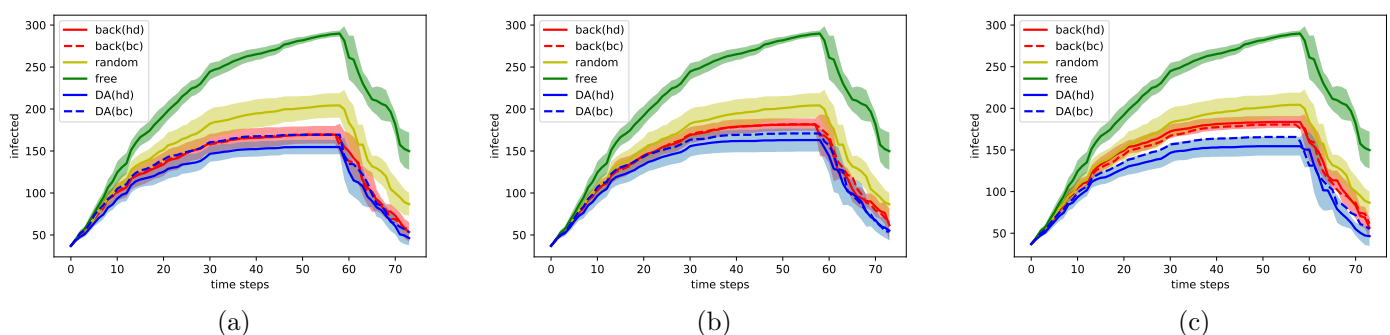 300
250
200
150
100
50
infected
back(hd)
back(bc)
random
free
DA(hd)
DA(bc)
0 10 20 30 40 50 60 70
time steps
(a)
300
250
200
150
100
50
infected
back(hd)
back(bc)
random
free
DA(hd)
DA(bc)
0 10 20 30 40 50 60 70
time steps
(b)
300
250
200
150
100
50
infected
back(hd)
back(bc)
random
free
DA(hd)
DA(bc)
0 10 20 30 40 50 60 70
time steps
(c)